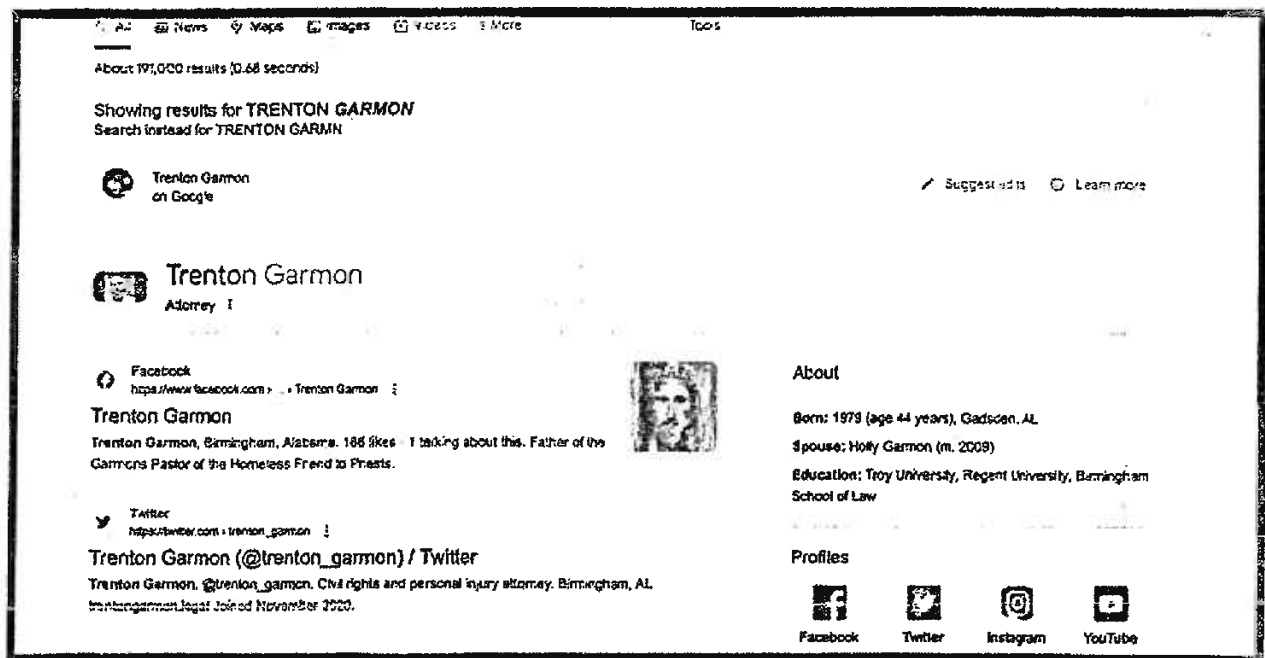 All News Maps Images Videos More Tools
About 191,000 results (0.68 seconds)
Showing results for TRENTON GARMON
Search instead for TRENTON GARMN
Trenton Garmon
on Google
Suggest edits Learn more
Trenton Garmon
Attorney
Facebook
https://www.facebook.com › ... › Trenton Garmon
Trenton Garmon
Trenton Garmon, Birmingham, Alabama. 186 likes · 1 talking about this. Father of the
Garmons Pastor of the Homeless Friend to Priests.
Twitter
https://twitter.com › trenton_garmon
Trenton Garmon (@trenton_garmon) / Twitter
Trenton Garmon. @trenton_garmon. Civil rights and personal injury attorney. Birmingham, AL
trentongarmon.legal Joined November 2020.
About
Born: 1979 (age 44 years), Gadsden, AL
Spouse: Holly Garmon (m. 2009)
Education: Troy University, Regent University, Birmingham
School of Law
Profiles
Facebook Twitter Instagram YouTube